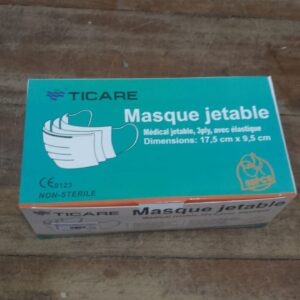 TICARE
Masque jetable
Médical jetable, 3ply, avec élastique
Dimensions: 17,5 cm x 9,5 cm
CE0123
NON-STERILE
TICARE
Masque jetable